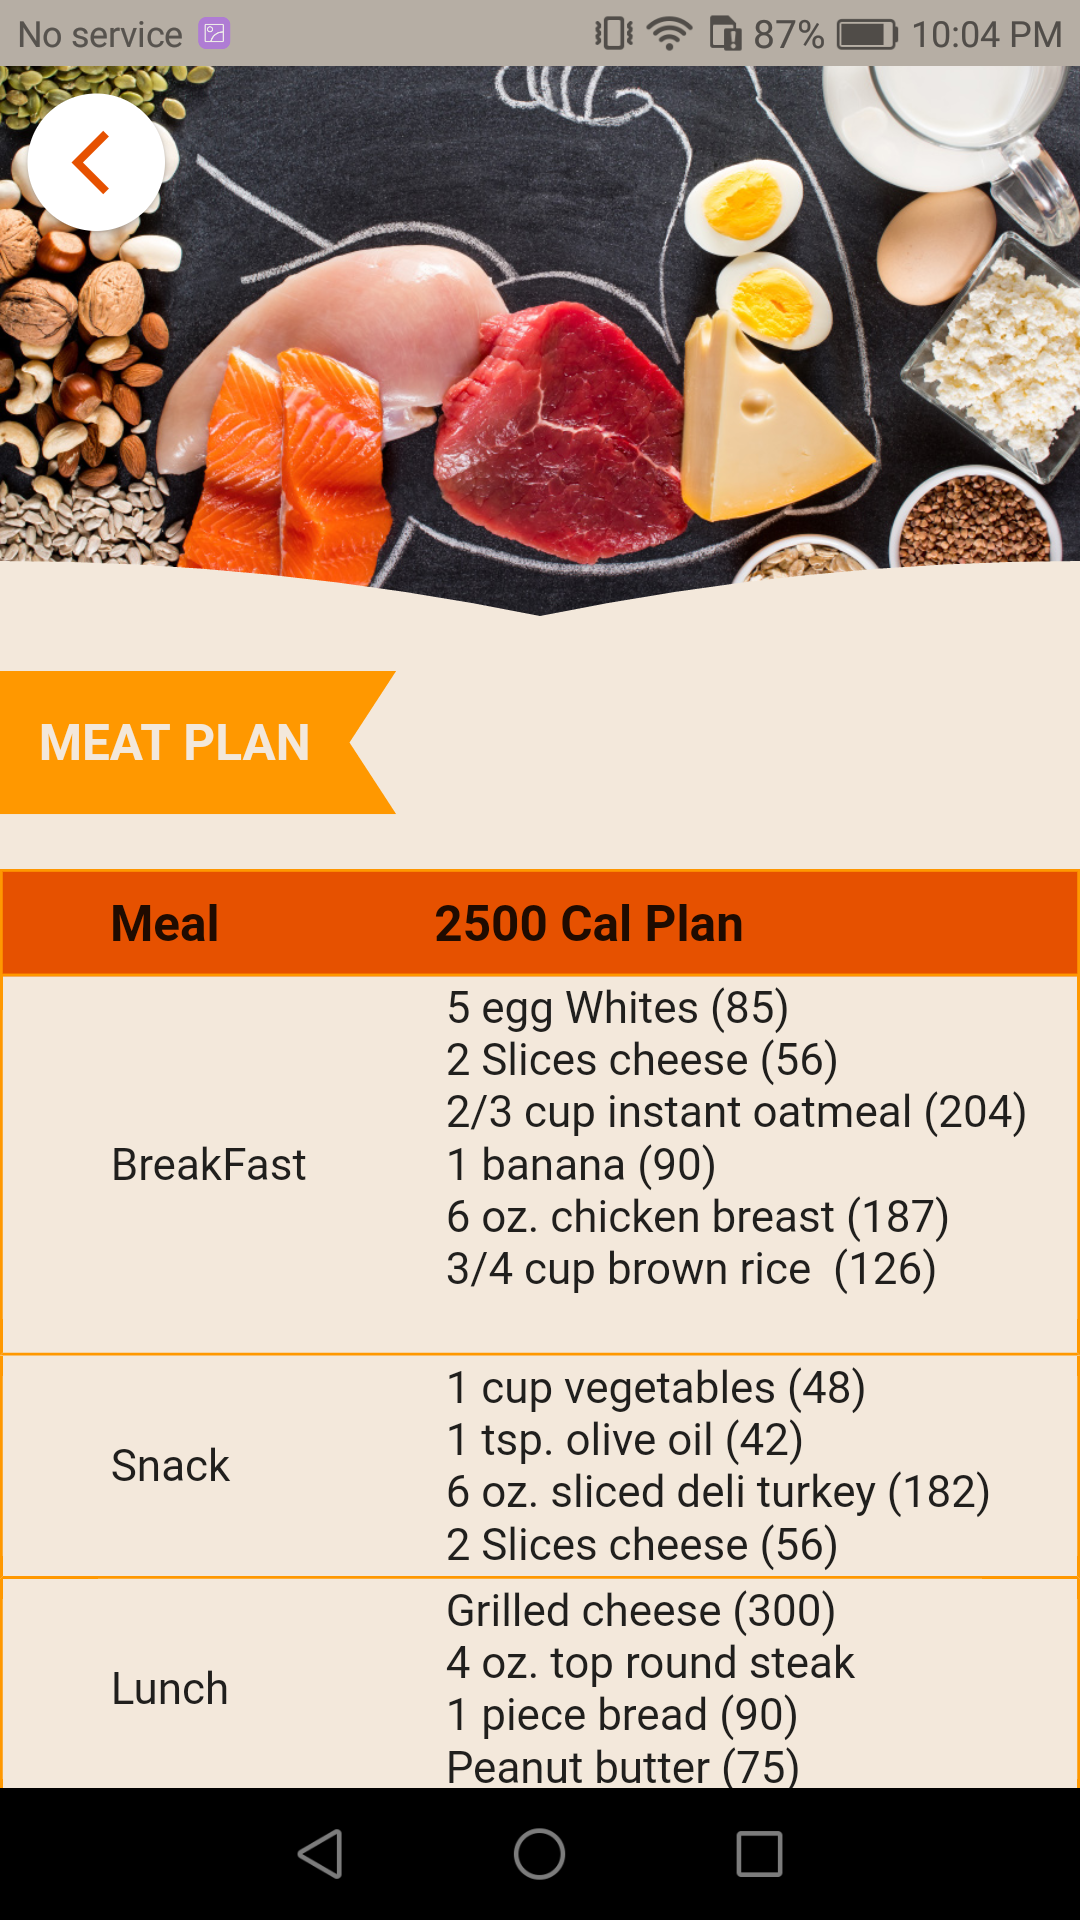 No service 87% 10:04 PM
MEAT PLAN
Meal 2500 Cal Plan
BreakFast
5 egg Whites (85)
2 Slices cheese (56)
2/3 cup instant oatmeal (204)
1 banana (90)
6 oz. chicken breast (187)
3/4 cup brown rice (126)
Snack
1 cup vegetables (48)
1 tsp. olive oil (42)
6 oz. sliced deli turkey (182)
2 Slices cheese (56)
Lunch
Grilled cheese (300)
4 oz. top round steak
1 piece bread (90)
Peanut butter (75)